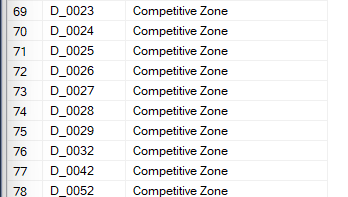 69 D_0023 Competitive Zone
70 D_0024 Competitive Zone
71 D_0025 Competitive Zone
72 D_0026 Competitive Zone
73 D_0027 Competitive Zone
74 D_0028 Competitive Zone
75 D_0029 Competitive Zone
76 D_0032 Competitive Zone
77 D_0042 Competitive Zone
78 D_0052 Competitive Zone